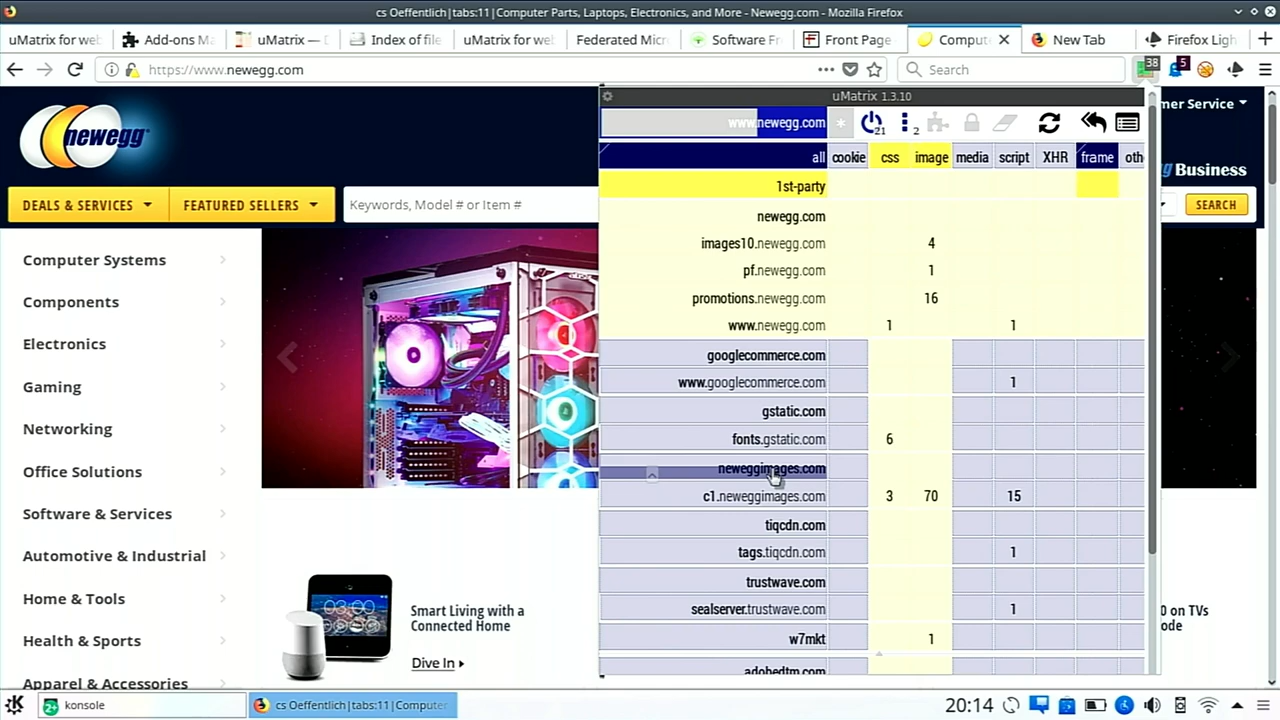 cs Oeffentlich|tabs:11|Computer Parts, Laptops, Electronics, and More - Newegg.com - Mozilla Firefox
uMatrix for web
Add-ons Ma
uMatrix — D
Index of file
uMatrix for web
Federated Micr
Software Fr
Front Page
Comput
New Tab
Firefox Ligh
https://www.newegg.com
Search
38
5
uMatrix 1.3.10
newegg
mer Service
Business
www.newegg.com
*
21
2
all cookie css image media script XHR frame oth
DEALS & SERVICES
FEATURED SELLERS
Keywords, Model # or Item #
SEARCH
1st-party
newegg.com
images10.newegg.com 4
pf.newegg.com 1
promotions.newegg.com 16
www.newegg.com 1 1
googlecommerce.com
www.googlecommerce.com 1
gstatic.com
fonts.gstatic.com 6
neweggimages.com
c1.neweggimages.com 3 70 15
tiqcdn.com
tags.tiqcdn.com 1
trustwave.com
sealserver.trustwave.com 1
w7mkt 1
adobedtm.com
Computer Systems
Components
Electronics
Gaming
Networking
Office Solutions
Software & Services
Automotive & Industrial
Home & Tools
Health & Sports
Apparel & Accessories
03:00
Smart Living with a
Connected Home
Dive In
0 on TVs
ode
konsole
cs Oeffentlich|tabs:11|Computer
20:14